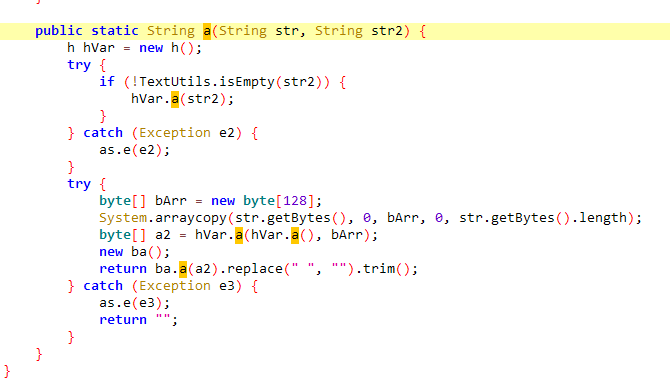 public static String a(String str, String str2) {
h hVar = new h();
try {
if (!TextUtils.isEmpty(str2)) {
hVar.a(str2);
}
} catch (Exception e2) {
as.e(e2);
}
try {
byte[] bArr = new byte[128];
System.arraycopy(str.getBytes(), 0, bArr, 0, str.getBytes().length);
byte[] a2 = hVar.a(hVar.a(), bArr);
new ba();
return ba.a(a2).replace(" ", "").trim();
} catch (Exception e3) {
as.e(e3);
return "";
}
}
}